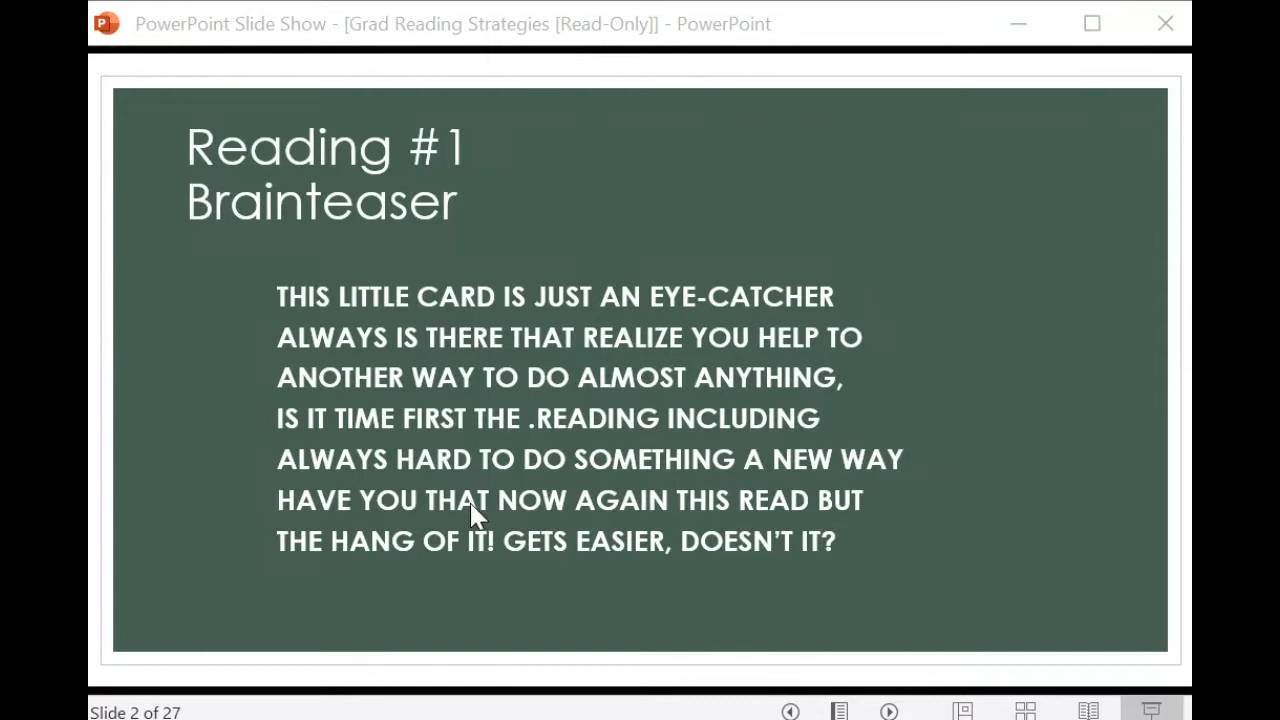 PowerPoint Slide Show - [Grad Reading Strategies [Read-Only]] - PowerPoint
Reading #1
Brainteaser
THIS LITTLE CARD IS JUST AN EYE-CATCHER
ALWAYS IS THERE THAT REALIZE YOU HELP TO
ANOTHER WAY TO DO ALMOST ANYTHING,
IS IT TIME FIRST THE .READING INCLUDING
ALWAYS HARD TO DO SOMETHING A NEW WAY
HAVE YOU THAT NOW AGAIN THIS READ BUT
THE HANG OF IT! GETS EASIER, DOESN'T IT?
Slide 2 of 27